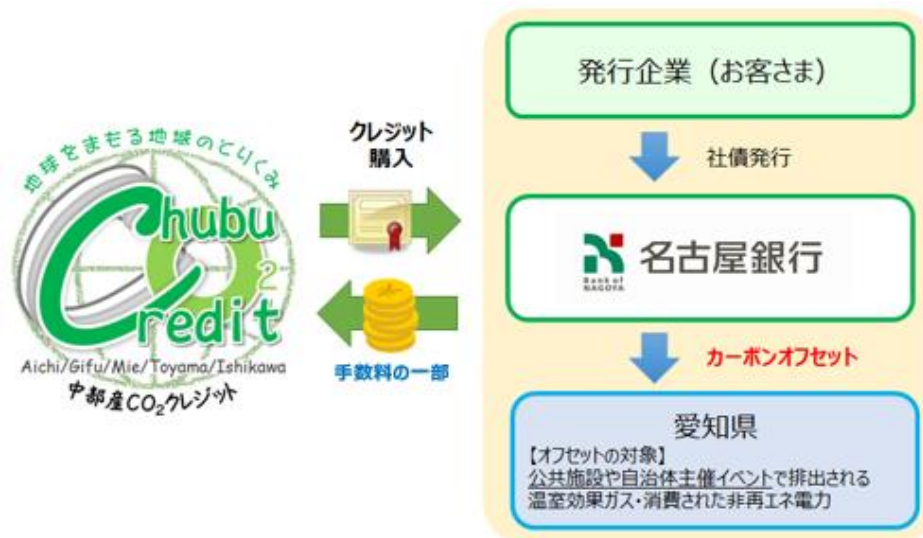 地球をまもる地域のとりくみ
Chubu
CO2
Credit
Aichi/Gifu/Mie/Toyama/Ishikawa
中部産CO₂クレジット
クレジット
購入
手数料の一部
発行企業（お客さま）
社債発行
名古屋銀行
Bank of
NAGOYA
カーボンオフセット
愛知県
【オフセットの対象】
公共施設や自治体主催イベントで排出される
温室効果ガス・消費された非再エネ電力